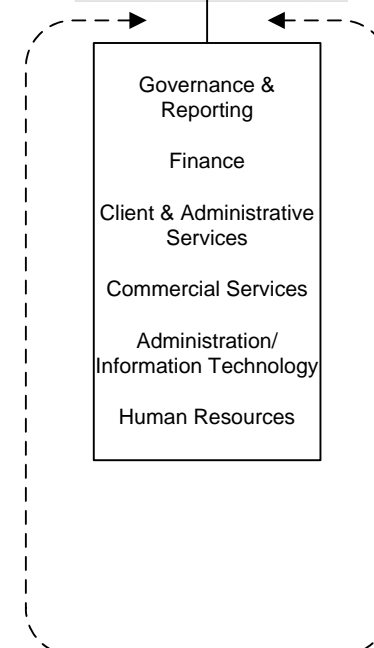 Governance &
Reporting
Finance
Client & Administrative
Services
Commercial Services
Administration/
Information Technology
Human Resources